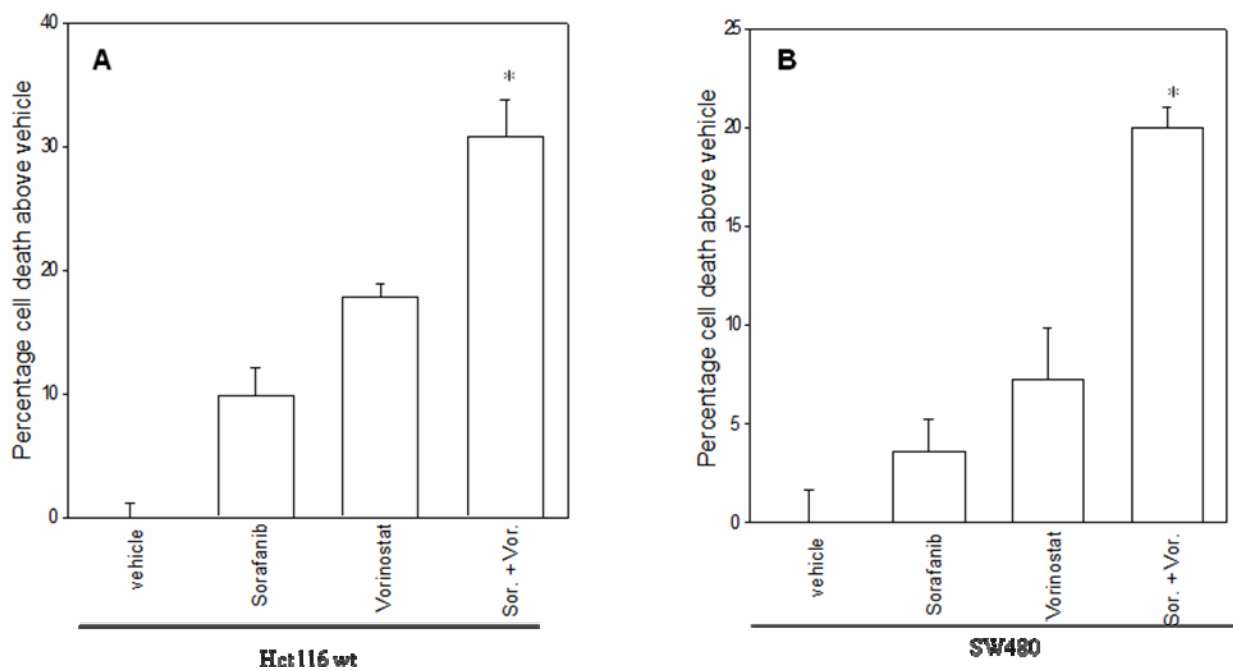 A
Percentage cell death above vehicle
40
30
20
10
0
*
vehicle
Sorafanib
Vorinostat
Sor. + Vor.
Hct116 wt
B
Percentage cell death above vehicle
25
20
15
10
5
0
*
vehicle
Sorafanib
Vorinostat
Sor. +Vor.
SW480